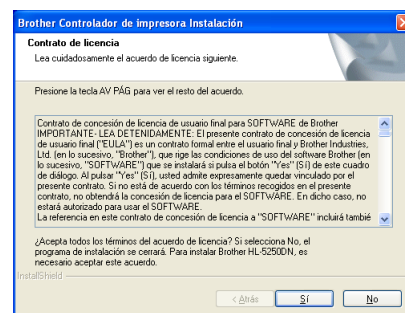 Brother Controlador de impresora Instalación
Contrato de licencia
Lea cuidadosamente el acuerdo de licencia siguiente.
Presione la tecla AV PÁG para ver el resto del acuerdo.
Contrato de concesión de licencia de usuario final para SOFTWARE de Brother
IMPORTANTE- LEA DETENIDAMENTE: El presente contrato de concesión de licencia
de usuario final ("EULA") es un contrato formal entre el usuario final y Brother Industries,
Ltd. (en lo sucesivo, "Brother"), que rige las condiciones de uso del software Brother (en
lo sucesivo, "SOFTWARE") que se instalará si pulsa el botón "Yes" (Sí) de este cuadro
de diálogo. Al pulsar "Yes" (Sí), usted admite expresamente quedar vinculado por el
presente contrato. Si no está de acuerdo con los términos recogidos en el presente
contrato, no obtendrá la concesión de licencia para el SOFTWARE. En dicho caso, no
estará autorizado para usar el SOFTWARE.
La referencia en este contrato de concesión de licencia a "SOFTWARE" incluirá tambié
¿Acepta todos los términos del acuerdo de licencia? Si selecciona No, el
programa de instalación se cerrará. Para instalar Brother HL-5250DN, es
necesario aceptar este acuerdo.
InstallShield
< Atrás
Sí
No